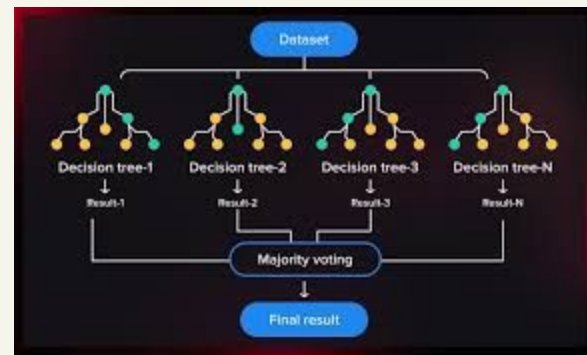 Dataset
Decision tree-1
Decision tree-2
Decision tree-3
Decision tree-N
Result-1
Result-2
Result-3
Result-N
Majority voting
Final result